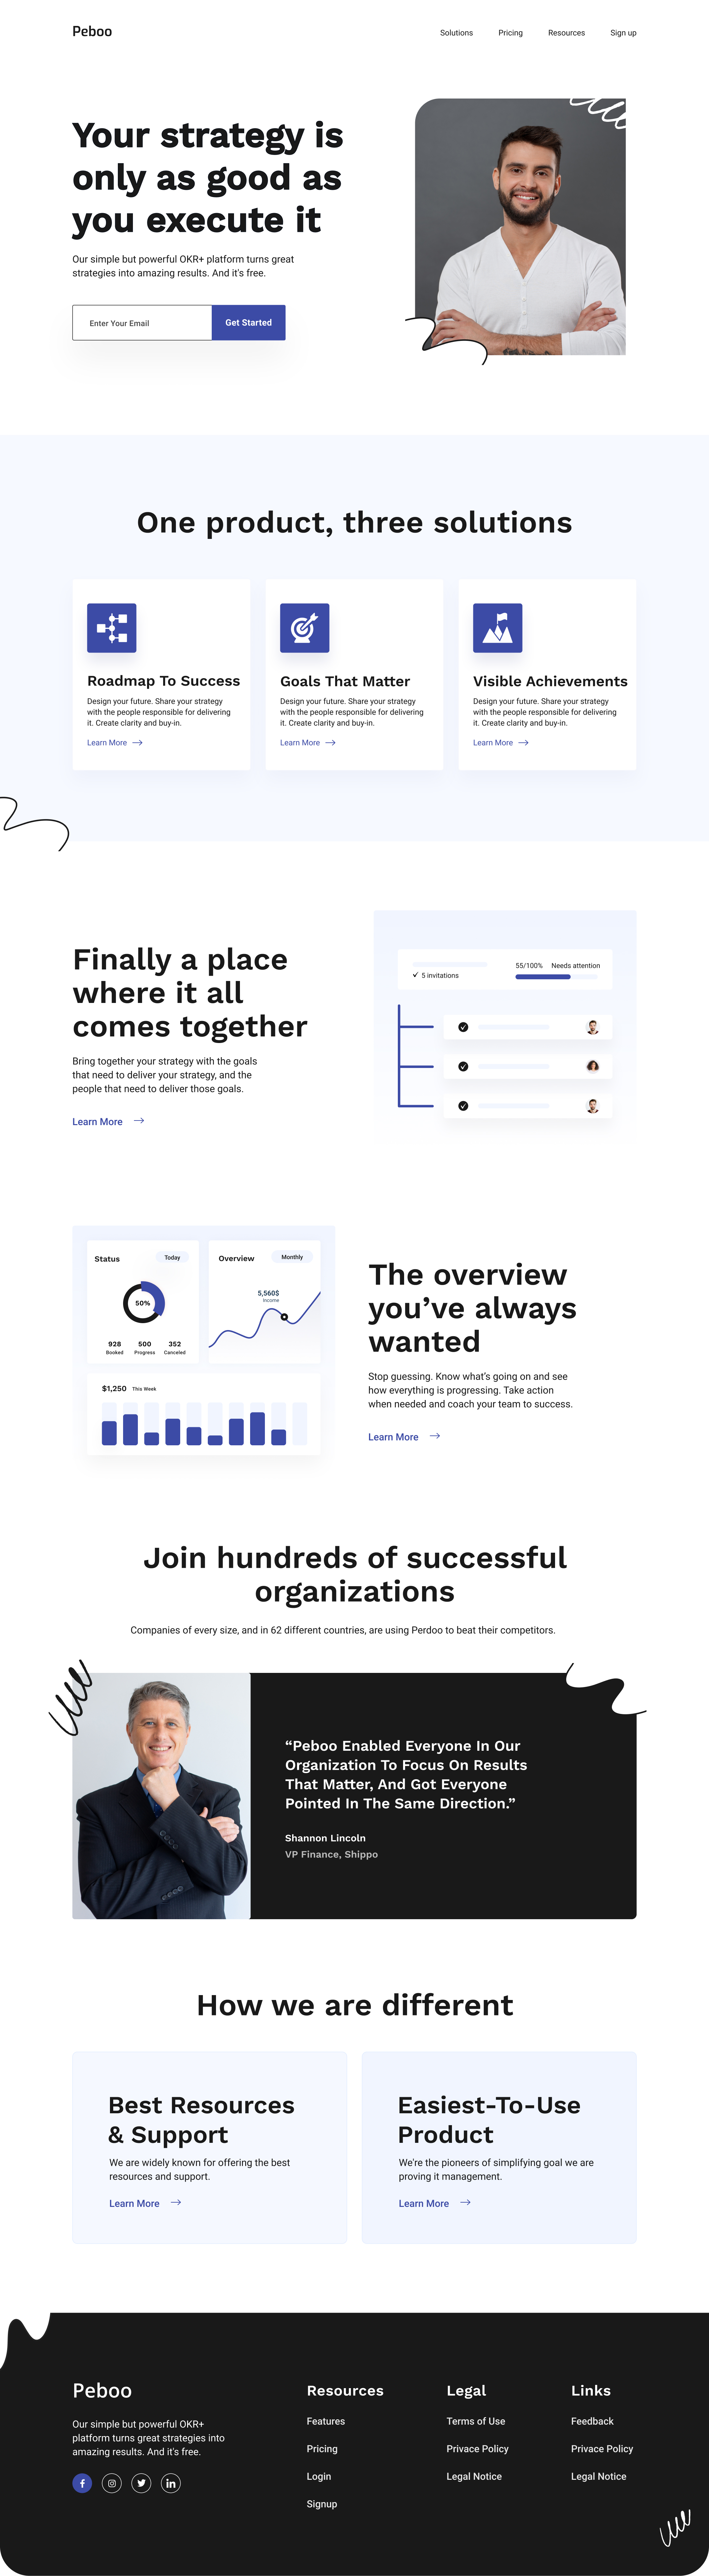 Peboo
Solutions
Pricing
Resources
Sign up
Your strategy is
only as good as
you execute it
Our simple but powerful OKR+ platform turns great
strategies into amazing results. And it's free.
Enter Your Email
Get Started
One product, three solutions
Roadmap To Success
Design your future. Share your strategy
with the people responsible for delivering
it. Create clarity and buy-in.
Learn More
Goals That Matter
Design your future. Share your strategy
with the people responsible for delivering
it. Create clarity and buy-in.
Learn More
Visible Achievements
Design your future. Share your strategy
with the people responsible for delivering
it. Create clarity and buy-in.
Learn More
Finally a place
where it all
comes together
Bring together your strategy with the goals
that need to deliver your strategy, and the
people that need to deliver those goals.
Learn More
5 invitations
55/100%
Needs attention
Status
Today
50%
928
Booked
500
Progress
352
Canceled
Overview
Monthly
5,560$
Income
$1,250
This Week
The overview
you’ve always
wanted
Stop guessing. Know what’s going on and see
how everything is progressing. Take action
when needed and coach your team to success.
Learn More
Join hundreds of successful
organizations
Companies of every size, and in 62 different countries, are using Perdoo to beat their competitors.
“Peboo Enabled Everyone In Our
Organization To Focus On Results
That Matter, And Got Everyone
Pointed In The Same Direction.”
Shannon Lincoln
VP Finance, Shippo
How we are different
Best Resources
& Support
We are widely known for offering the best
resources and support.
Learn More
Easiest-To-Use
Product
We're the pioneers of simplifying goal we are
proving it management.
Learn More
Peboo
Our simple but powerful OKR+
platform turns great strategies into
amazing results. And it's free.
Resources
Features
Pricing
Login
Signup
Legal
Terms of Use
Privace Policy
Legal Notice
Links
Feedback
Privace Policy
Legal Notice